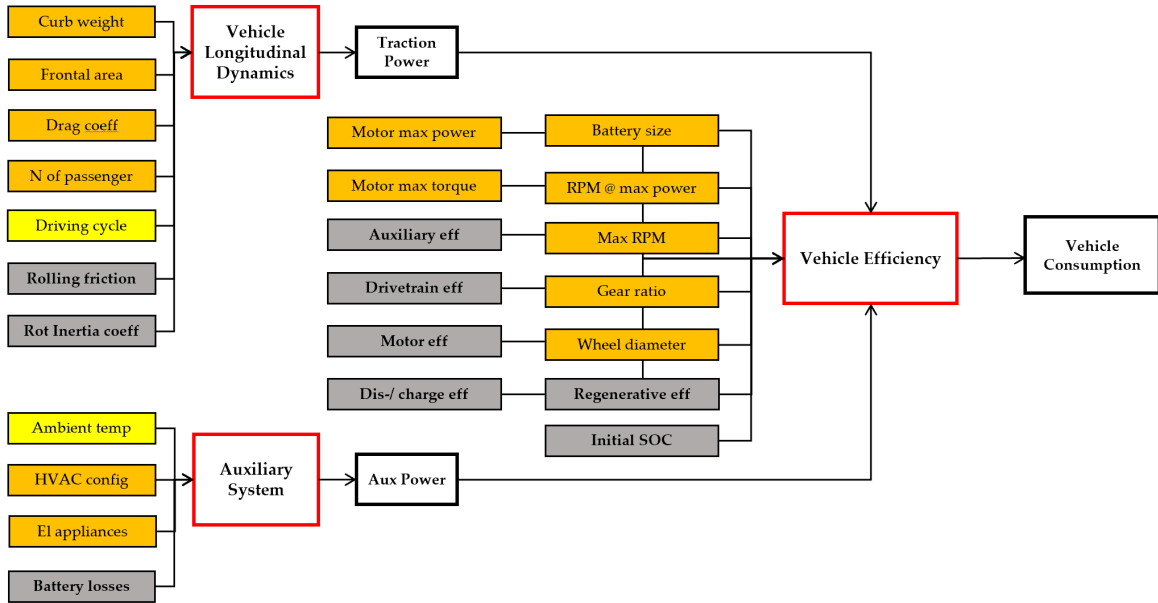 Curb weight
Frontal area
Drag coeff
N of passenger
Driving cycle
Rolling friction
Rot Inertia coeff
Vehicle
Longitudinal
Dynamics
Traction
Power
Motor max power
Battery size
Motor max torque
RPM @ max power
Auxiliary eff
Max RPM
Drivetrain eff
Gear ratio
Motor eff
Wheel diameter
Dis-/ charge eff
Regenerative eff
Initial SOC
Vehicle Efficiency
Vehicle
Consumption
Ambient temp
HVAC config
El appliances
Battery losses
Auxiliary
System
Aux Power